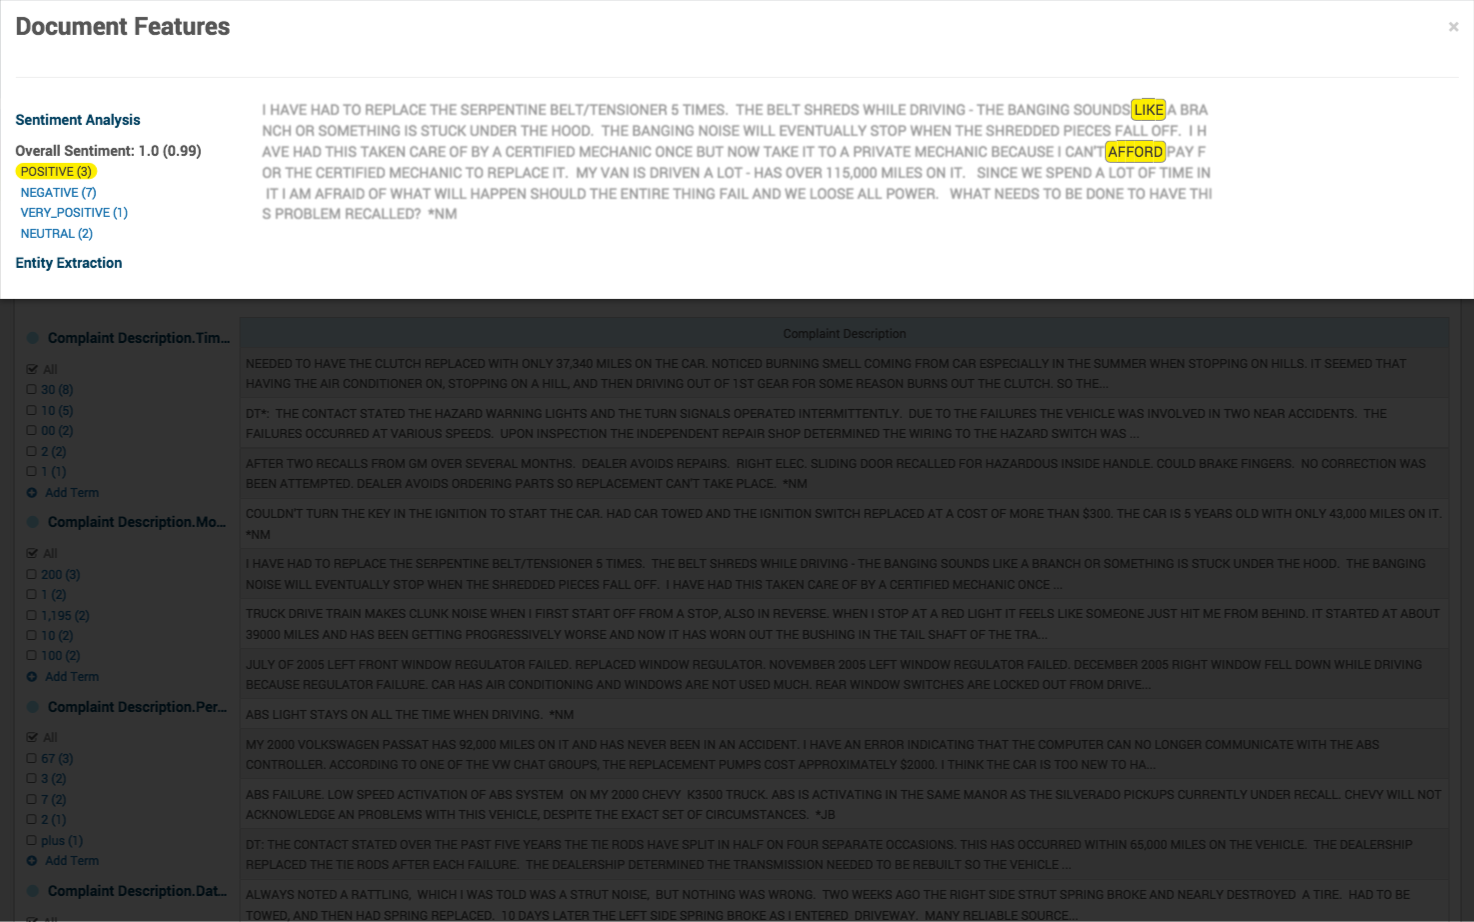 Document Features
×
Sentiment Analysis
Overall Sentiment: 1.0 (0.99)
POSITIVE (3)
NEGATIVE (7)
VERY_POSITIVE (1)
NEUTRAL (2)
Entity Extraction
I HAVE HAD TO REPLACE THE SERPENTINE BELT/TENSIONER 5 TIMES.  THE BELT SHREDS WHILE DRIVING - THE BANGING SOUNDS LIKE A BRA
NCH OR SOMETHING IS STUCK UNDER THE HOOD.  THE BANGING NOISE WILL EVENTUALLY STOP WHEN THE SHREDDED PIECES FALL OFF.  I H
AVE HAD THIS TAKEN CARE OF BY A CERTIFIED MECHANIC ONCE BUT NOW TAKE IT TO A PRIVATE MECHANIC BECAUSE I CAN'T AFFORD PAY F
OR THE CERTIFIED MECHANIC TO REPLACE IT.  MY VAN IS DRIVEN A LOT - HAS OVER 115,000 MILES ON IT.   SINCE WE SPEND A LOT OF TIME IN
IT I AM AFRAID OF WHAT WILL HAPPEN SHOULD THE ENTIRE THING FAIL AND WE LOOSE ALL POWER.   WHAT NEEDS TO BE DONE TO HAVE THI
S PROBLEM RECALLED?  *NM
Complaint Description.Tim...
All
30 (8)
10 (5)
00 (2)
2 (2)
1 (1)
Add Term
Complaint Description.Mo...
All
200 (3)
1 (2)
1,195 (2)
10 (2)
100 (2)
Add Term
Complaint Description.Per...
All
67 (3)
3 (2)
7 (2)
2 (1)
plus (1)
Add Term
Complaint Description.Dat...
All
Complaint Description
NEEDED TO HAVE THE CLUTCH REPLACED WITH ONLY 37,340 MILES ON THE CAR. NOTICED BURNING SMELL COMING FROM CAR ESPECIALLY IN THE SUMMER WHEN STOPPING ON HILLS. IT SEEMED THAT
HAVING THE AIR CONDITIONER ON, STOPPING ON A HILL, AND THEN DRIVING OUT OF 1ST GEAR FOR SOME REASON BURNS OUT THE CLUTCH. SO THE...
DT*:  THE CONTACT STATED THE HAZARD WARNING LIGHTS AND THE TURN SIGNALS OPERATED INTERMITTENTLY.  DUE TO THE FAILURES THE VEHICLE WAS INVOLVED IN TWO NEAR ACCIDENTS.  THE
FAILURES OCCURRED AT VARIOUS SPEEDS.  UPON INSPECTION THE INDEPENDENT REPAIR SHOP DETERMINED THE WIRING TO THE HAZARD SWITCH WAS ...
AFTER TWO RECALLS FROM GM OVER SEVERAL MONTHS.  DEALER AVOIDS REPAIRS.  RIGHT ELEC. SLIDING DOOR RECALLED FOR HAZARDOUS INSIDE HANDLE. COULD BRAKE FINGERS.  NO CORRECTION WAS
BEEN ATTEMPTED. DEALER AVOIDS ORDERING PARTS SO REPLACEMENT CAN'T TAKE PLACE.  *NM
COULDN'T TURN THE KEY IN THE IGNITION TO START THE CAR. HAD CAR TOWED AND THE IGNITION SWITCH REPLACED AT A COST OF MORE THAN $300. THE CAR IS 5 YEARS OLD WITH ONLY 43,000 MILES ON IT.
*NM
I HAVE HAD TO REPLACE THE SERPENTINE BELT/TENSIONER 5 TIMES.  THE BELT SHREDS WHILE DRIVING - THE BANGING SOUNDS LIKE A BRANCH OR SOMETHING IS STUCK UNDER THE HOOD.  THE BANGING
NOISE WILL EVENTUALLY STOP WHEN THE SHREDDED PIECES FALL OFF.  I HAVE HAD THIS TAKEN CARE OF BY A CERTIFIED MECHANIC ONCE ...
TRUCK DRIVE TRAIN MAKES CLUNK NOISE WHEN I FIRST START OFF FROM A STOP, ALSO IN REVERSE. WHEN I STOP AT A RED LIGHT IT FEELS LIKE SOMEONE JUST HIT ME FROM BEHIND. IT STARTED AT ABOUT
39000 MILES AND HAS BEEN GETTING PROGRESSIVELY WORSE AND NOW IT HAS WORN OUT THE BUSHING IN THE TAIL SHAFT OF THE TRA...
JULY OF 2005 LEFT FRONT WINDOW REGULATOR FAILED. REPLACED WINDOW REGULATOR. NOVEMBER 2005 LEFT WINDOW REGULATOR FAILED. DECEMBER 2005 RIGHT WINDOW FELL DOWN WHILE DRIVING
BECAUSE REGULATOR FAILURE. CAR HAS AIR CONDITIONING AND WINDOWS ARE NOT USED MUCH. REAR WINDOW SWITCHES ARE LOCKED OUT FROM DRIVE...
ABS LIGHT STAYS ON ALL THE TIME WHEN DRIVING.  *NM
MY 2000 VOLKSWAGEN PASSAT HAS 92,000 MILES ON IT AND HAS NEVER BEEN IN AN ACCIDENT. I HAVE AN ERROR INDICATING THAT THE COMPUTER CAN NO LONGER COMMUNICATE WITH THE ABS
CONTROLLER. ACCORDING TO ONE OF THE VW CHAT GROUPS, THE REPLACEMENT PUMPS COST APPROXIMATELY $2000. I THINK THE CAR IS TOO NEW TO HA...
ABS FAILURE. LOW SPEED ACTIVATION OF ABS SYSTEM  ON MY 2000 CHEVY  K3500 TRUCK. ABS IS ACTIVATING IN THE SAME MANOR AS THE SILVERADO PICKUPS CURRENTLY UNDER RECALL. CHEVY WILL NOT
ACKNOWLEDGE AN PROBLEMS WITH THIS VEHICLE, DESPITE THE EXACT SET OF CIRCUMSTANCES.  *JB
DT: THE CONTACT STATED OVER THE PAST FIVE YEARS THE TIE RODS HAVE SPLIT IN HALF ON FOUR SEPARATE OCCASIONS. THIS HAS OCCURRED WITHIN 65,000 MILES ON THE VEHICLE.  THE DEALERSHIP
REPLACED THE TIE RODS AFTER EACH FAILURE.  THE DEALERSHIP DETERMINED THE TRANSMISSION NEEDED TO BE REBUILT SO THE VEHICLE ...
ALWAYS NOTED A RATTLING,  WHICH I WAS TOLD WAS A STRUT NOISE,  BUT NOTHING WAS WRONG.  TWO WEEKS AGO THE RIGHT SIDE STRUT SPRING BROKE AND NEARLY DESTROYED  A TIRE.  HAD TO BE
TOWED, AND THEN HAD SPRING REPLACED.  10 DAYS LATER THE LEFT SIDE SPRING BROKE AS I ENTERED  DRIVEWAY.  MANY RELIABLE SOURCE...